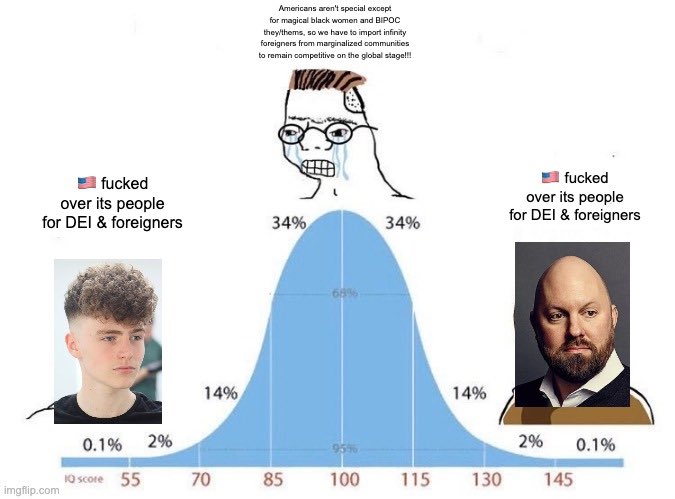 Americans aren't special except
for magical black women and BIPOC
they/thems, so we have to import infinity
foreigners from marginalized communities
to remain competitive on the global stage!!!
🇺🇸 fucked
over its people
for DEI & foreigners
🇺🇸 fucked
over its people
for DEI & foreigners
34% 34%
68%
14% 14%
95%
0.1% 2% 2% 0.1%
IQ score 55 70 85 100 115 130 145
imgflip.com